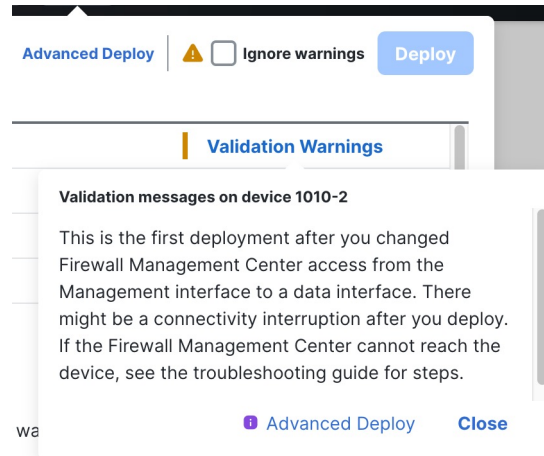 Advanced Deploy
Ignore warnings
Deploy
Validation Warnings
Validation messages on device 1010-2
This is the first deployment after you changed
Firewall Management Center access from the
Management interface to a data interface. There
might be a connectivity interruption after you deploy.
If the Firewall Management Center cannot reach the
device, see the troubleshooting guide for steps.
Advanced Deploy
Close